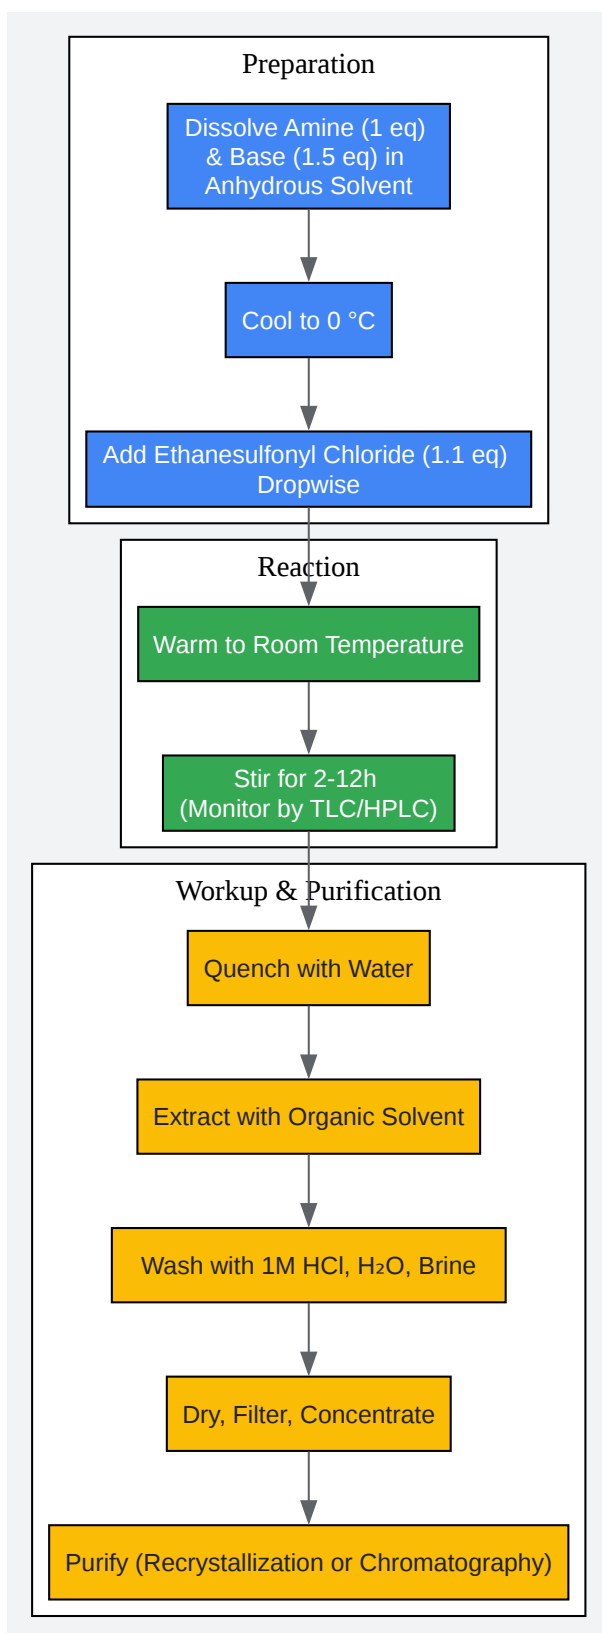 Preparation
Dissolve Amine (1 eq)
& Base (1.5 eq) in
Anhydrous Solvent
Cool to 0 °C
Add Ethanesulfonyl Chloride (1.1 eq)
Dropwise
Reaction
Warm to Room Temperature
Stir for 2-12h
(Monitor by TLC/HPLC)
Workup & Purification
Quench with Water
Extract with Organic Solvent
Wash with 1M HCl, H₂O, Brine
Dry, Filter, Concentrate
Purify (Recrystallization or Chromatography)